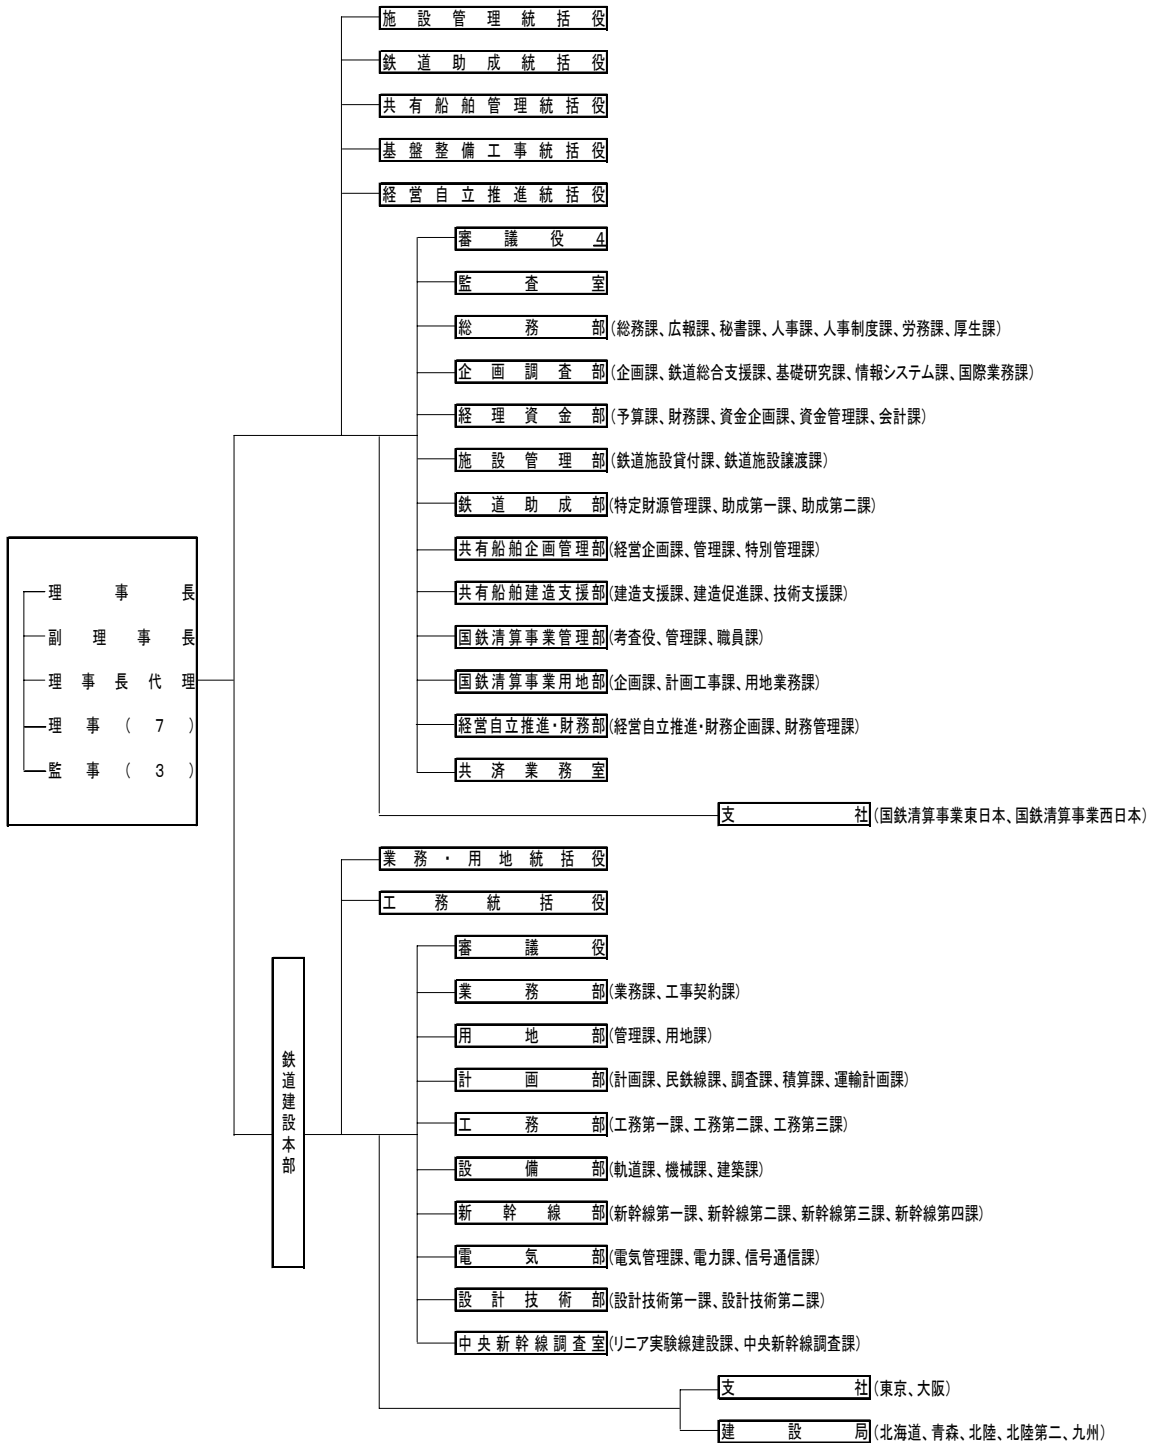 施設管理統括役
鉄道助成統括役
共有船舶管理統括役
基盤整備工事統括役
経営自立推進統括役
審議役 4
監査室
総務部(総務課、広報課、秘書課、人事課、人事制度課、労務課、厚生課)
企画調査部(企画課、鉄道総合支援課、基礎研究課、情報システム課、国際業務課)
経理資金部(予算課、財務課、資金企画課、資金管理課、会計課)
施設管理部(鉄道施設貸付課、鉄道施設譲渡課)
鉄道助成部(特定財源管理課、助成第一課、助成第二課)
共有船舶企画管理部(経営企画課、管理課、特別管理課)
共有船舶建造支援部(建造支援課、建造促進課、技術支援課)
国鉄清算事業管理部(考査役、管理課、職員課)
国鉄清算事業用地部(企画課、計画工事課、用地業務課)
経営自立推進・財務部(経営自立推進・財務企画課、財務管理課)
共済業務室
支社(国鉄清算事業東日本、国鉄清算事業西日本)
理事長
副理事長
理事長代理
理事(7)
監事(3)
業務・用地統括役
工務統括役
鉄道建設本部
審議役
業務部(業務課、工事契約課)
用地部(管理課、用地課)
計画部(計画課、民鉄線課、調査課、積算課、運輸計画課)
工務部(工務第一課、工務第二課、工務第三課)
設備部(軌道課、機械課、建築課)
新幹線部(新幹線第一課、新幹線第二課、新幹線第三課、新幹線第四課)
電気部(電気管理課、電力課、信号通信課)
設計技術部(設計技術第一課、設計技術第二課)
中央新幹線調査室(リニア実験線建設課、中央新幹線調査課)
支社(東京、大阪)
建設局(北海道、青森、北陸、北陸第二、九州)